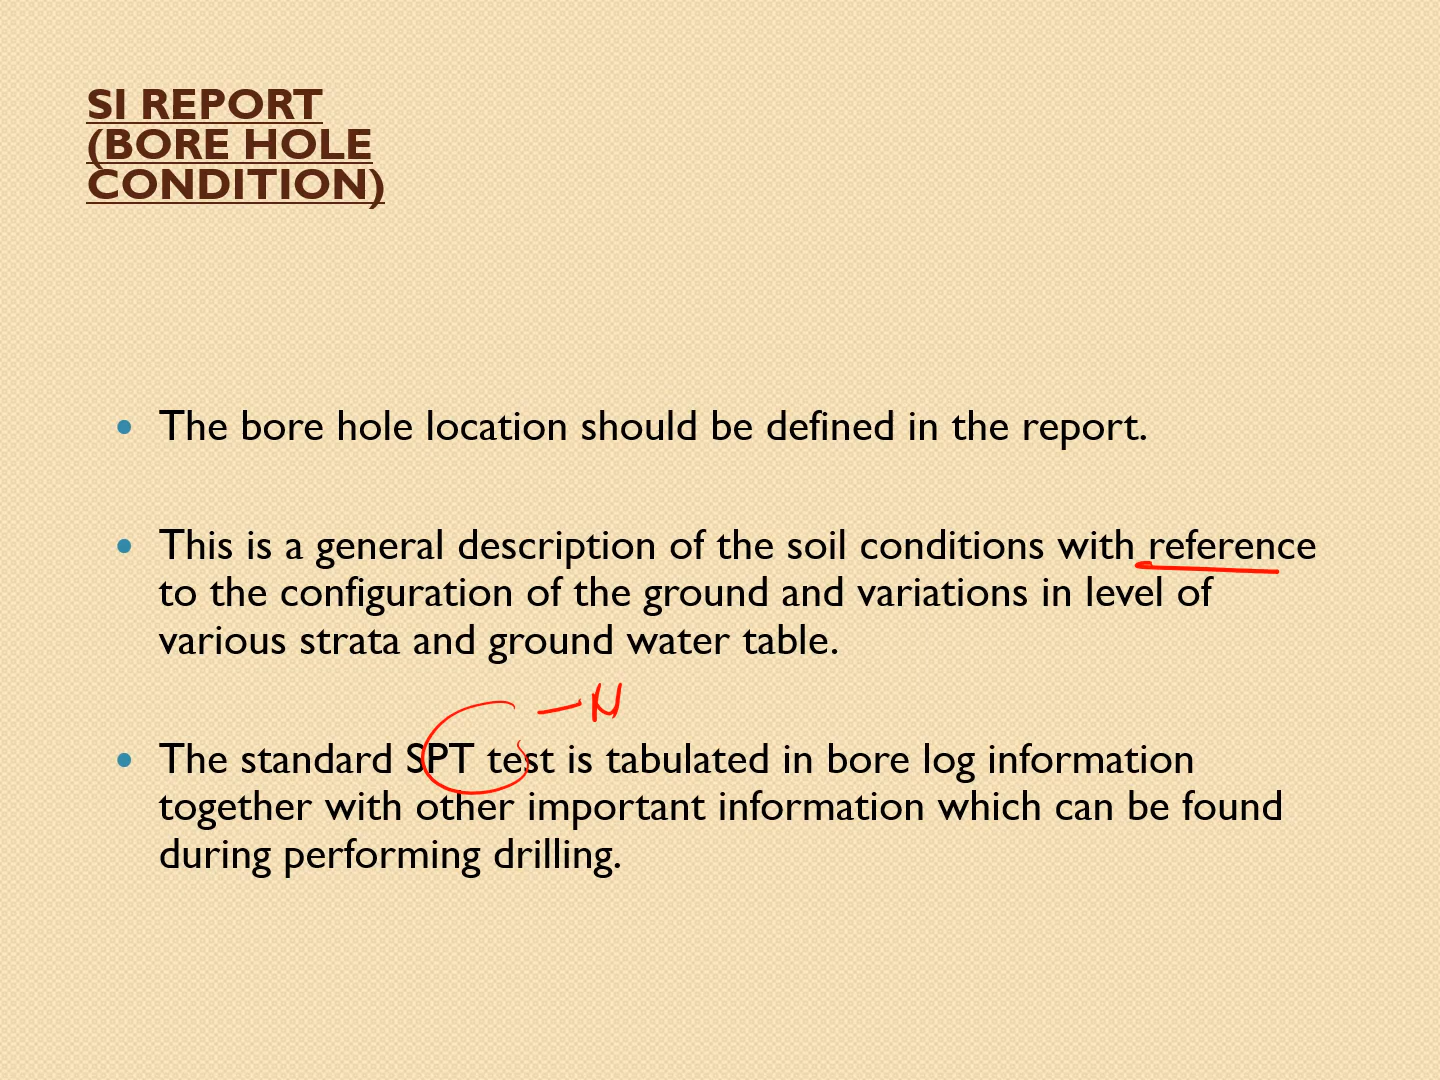 SI REPORT
(BORE HOLE
CONDITION)
• The bore hole location should be defined in the report.
• This is a general description of the soil conditions with reference
to the configuration of the ground and variations in level of
various strata and ground water table.
– N
• The standard SPT test is tabulated in bore log information
together with other important information which can be found
during performing drilling.